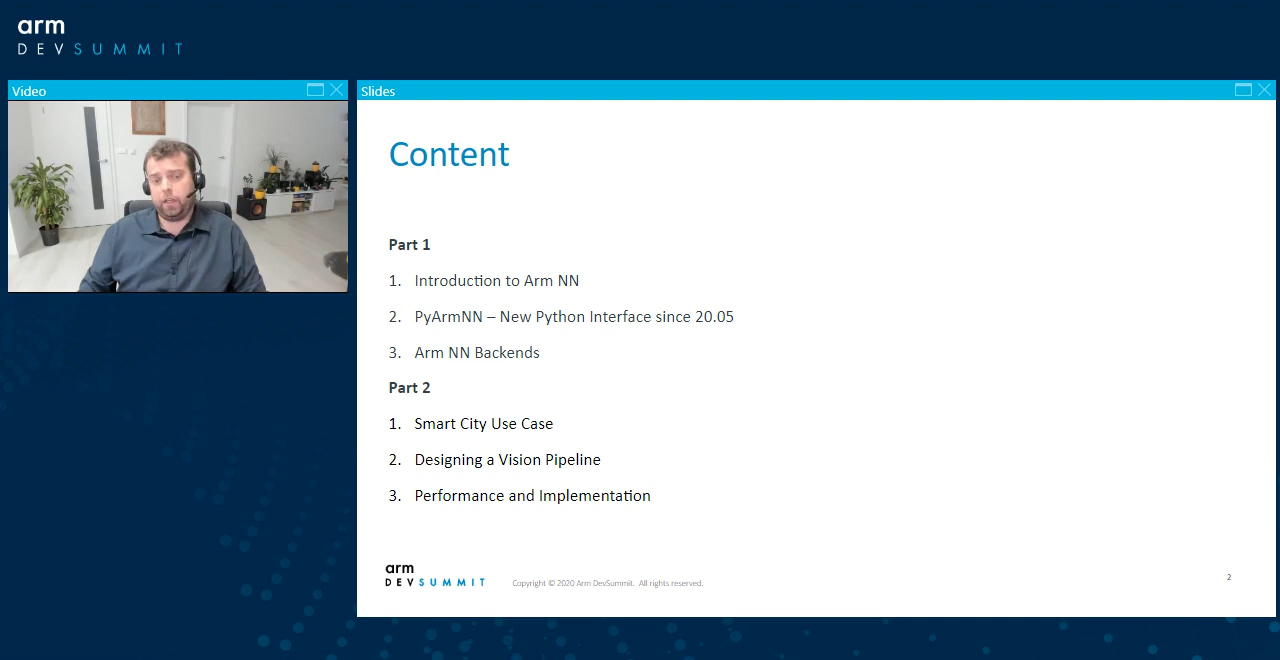 arm
DEVSUMMIT
Video
Slides
Content
Part 1
1. Introduction to Arm NN
2. PyArmNN – New Python Interface since 20.05
3. Arm NN Backends
Part 2
1. Smart City Use Case
2. Designing a Vision Pipeline
3. Performance and Implementation
arm
DEVSUMMIT
Copyright © 2020 Arm DevSummit. All rights reserved.
2